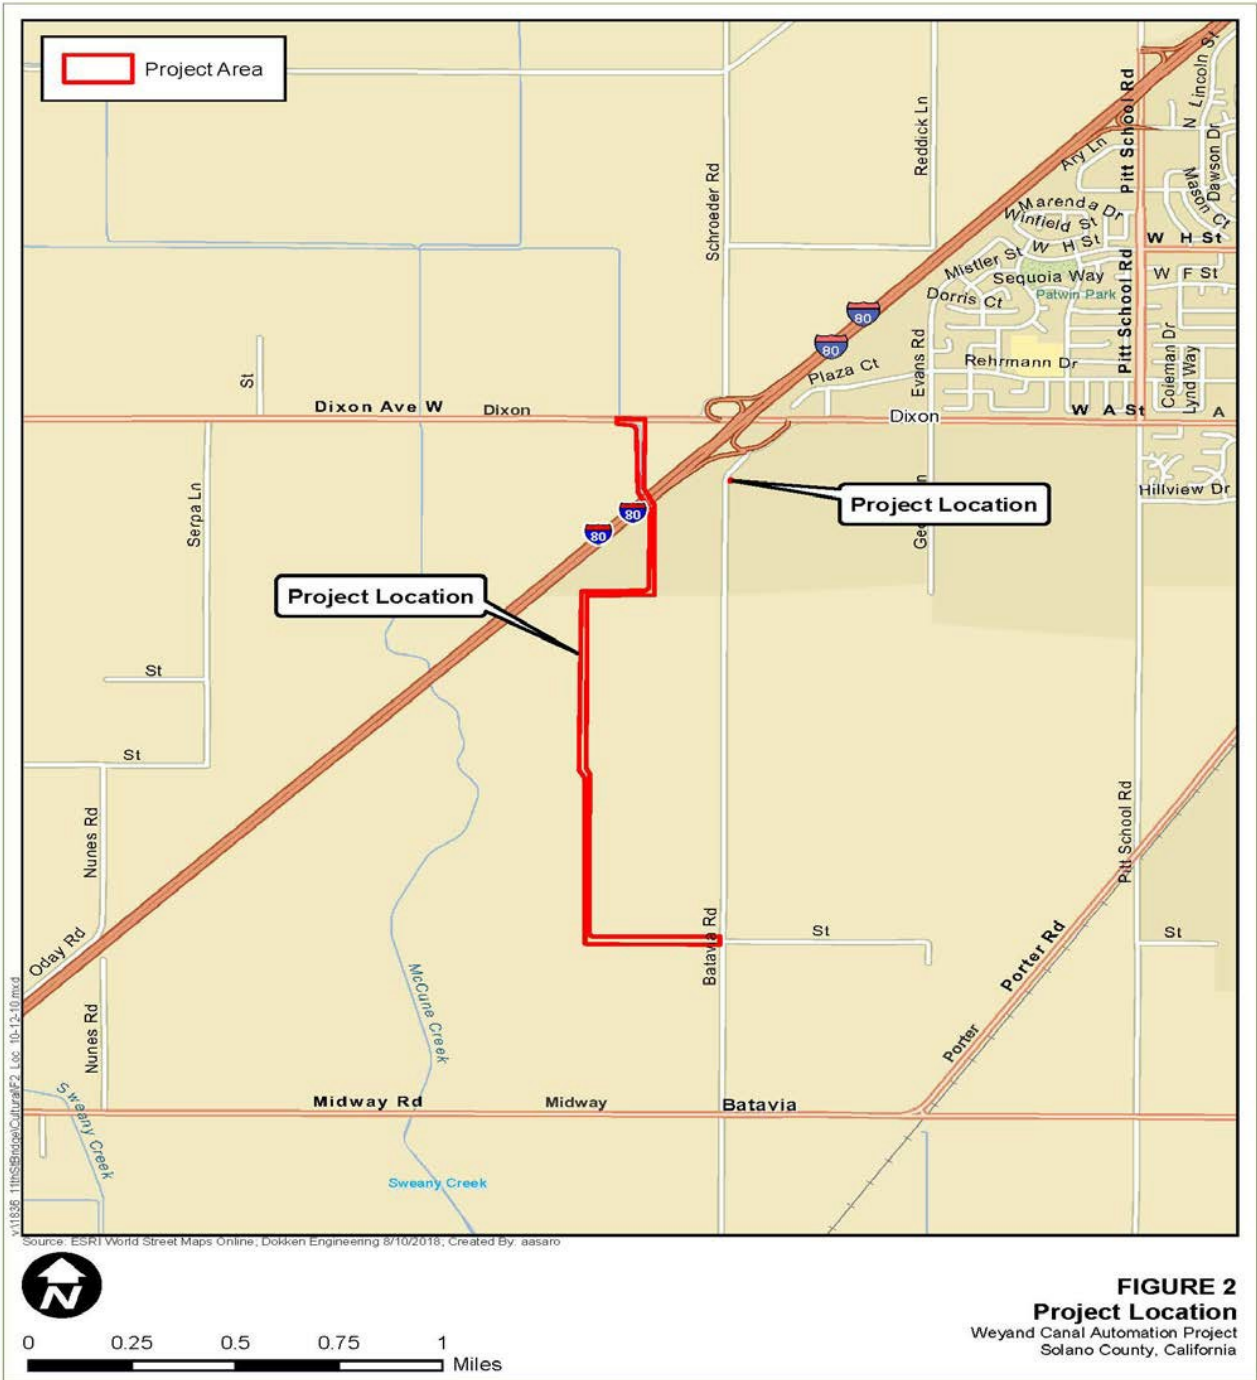 Project Area
Lincoln St
N
Pitt School Rd
Reddick Ln
Ary Ln
Dawson Dr
Mason Ct
Schroeder Rd
Marenda Dr
Winfield St
W H St
W H St
Mistler St
Sequoia Way
W F St
Dorris Ct
Patwin Park
Pitt School Rd
80
80
Evans Rd
Rehrmann Dr
Plaza Ct
Coleman Dr
Lynd Way
St
Dixon Ave W
Dixon
Dixon
W A St
A
Serpa Ln
Hillview Dr
Project Location
80
80
Project Location
St
St
Nunes Rd
Pitt School Rd
Batavia Rd
St
St
Oday Rd
Porter Rd
McCune Creek
Porter
Nunes Rd
Sweany Creek
Midway Rd
Midway
Batavia
Sweany Creek
Source: ESRI World Street Maps Online; Dokken Engineering 8/10/2018; Created By: aasaro
N
FIGURE 2
Project Location
Weyand Canal Automation Project
Solano County, California
0 0.25 0.5 0.75 1
Miles